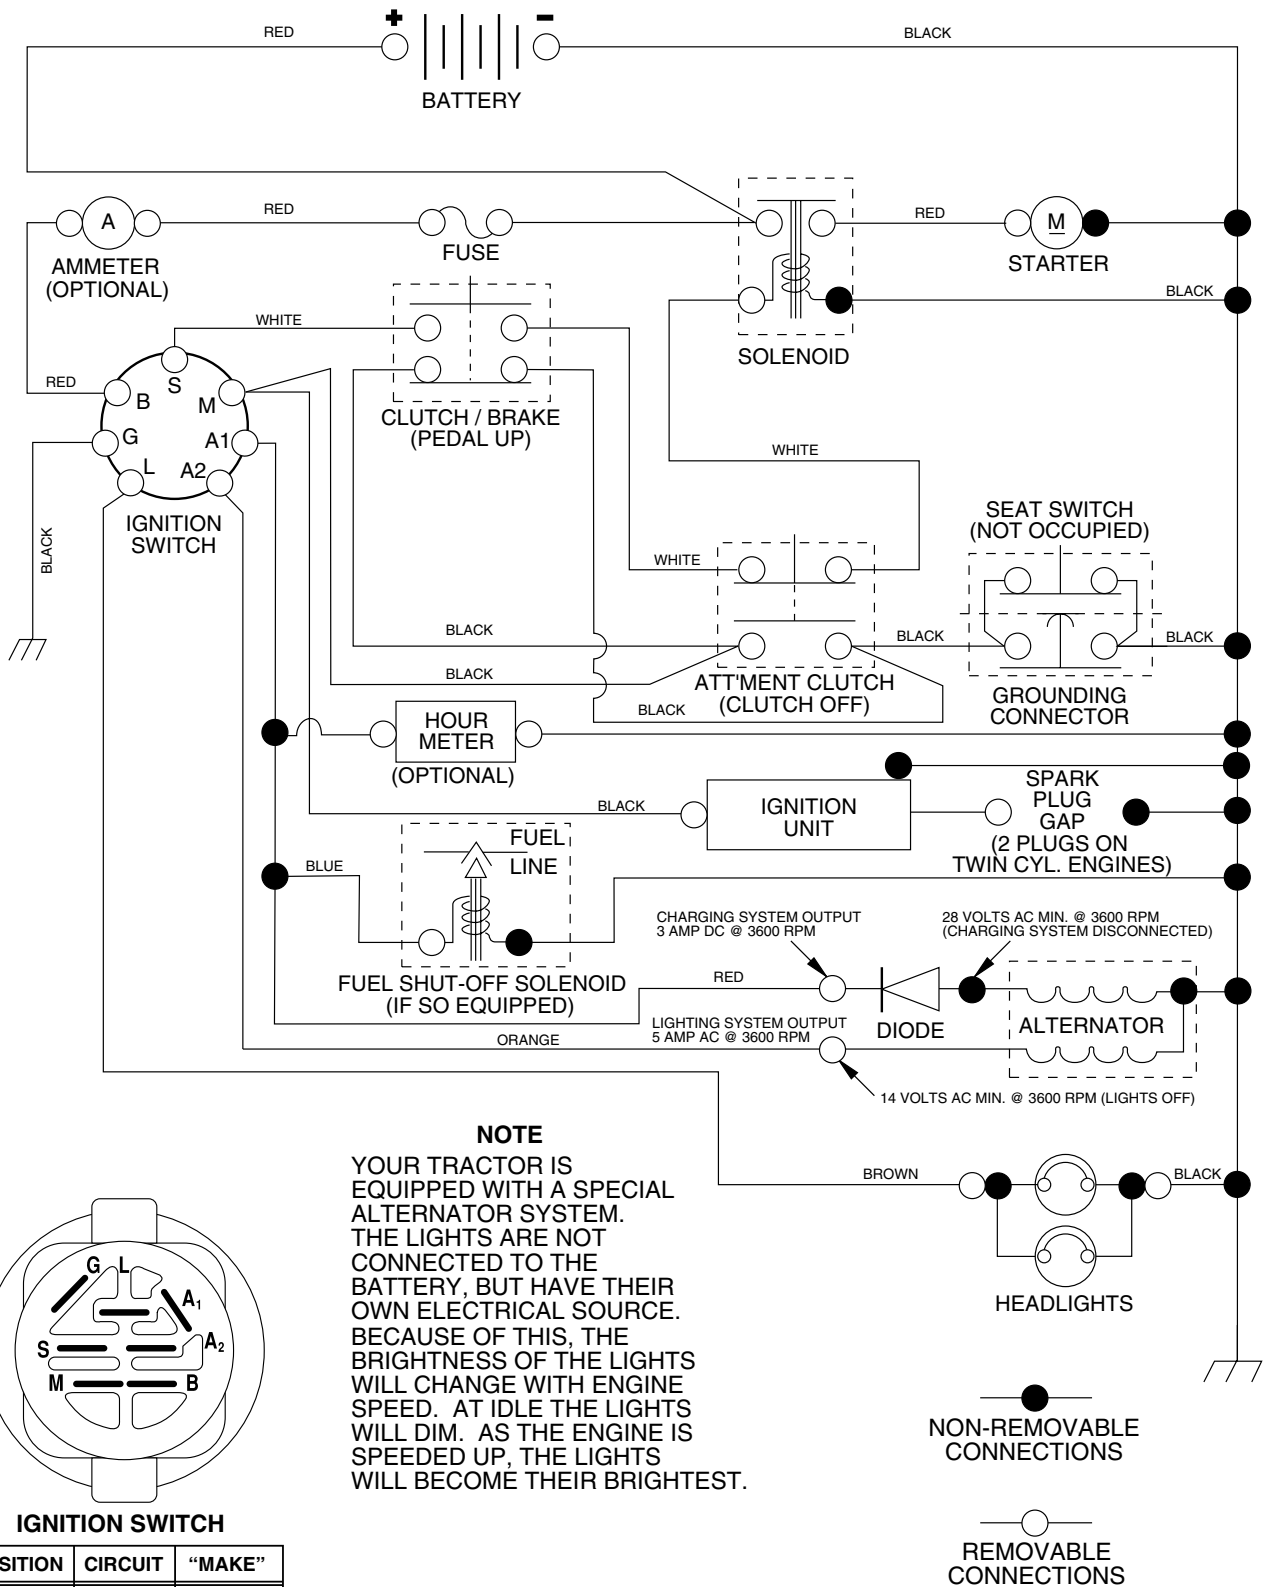 +
-
RED
BLACK
BATTERY
RED
RED
A
M
FUSE
AMMETER
(OPTIONAL)
STARTER
BLACK
WHITE
SOLENOID
RED
S
B
M
G
A1
L
A2
CLUTCH / BRAKE
(PEDAL UP)
WHITE
IGNITION
SWITCH
BLACK
SEAT SWITCH
(NOT OCCUPIED)
WHITE
BLACK
BLACK
BLACK
BLACK
ATT'MENT CLUTCH
(CLUTCH OFF)
BLACK
GROUNDING
CONNECTOR
HOUR
METER
(OPTIONAL)
BLACK
IGNITION
UNIT
SPARK
PLUG
GAP
(2 PLUGS ON
TWIN CYL. ENGINES)
FUEL
LINE
BLUE
FUEL SHUT-OFF SOLENOID
(IF SO EQUIPPED)
CHARGING SYSTEM OUTPUT
3 AMP DC @ 3600 RPM
28 VOLTS AC MIN. @ 3600 RPM
(CHARGING SYSTEM DISCONNECTED)
RED
DIODE
ALTERNATOR
LIGHTING SYSTEM OUTPUT
5 AMP AC @ 3600 RPM
ORANGE
14 VOLTS AC MIN. @ 3600 RPM (LIGHTS OFF)
BROWN
BLACK
HEADLIGHTS
NOTE
YOUR TRACTOR IS
EQUIPPED WITH A SPECIAL
ALTERNATOR SYSTEM.
THE LIGHTS ARE NOT
CONNECTED TO THE
BATTERY, BUT HAVE THEIR
OWN ELECTRICAL SOURCE.
BECAUSE OF THIS, THE
BRIGHTNESS OF THE LIGHTS
WILL CHANGE WITH ENGINE
SPEED. AT IDLE THE LIGHTS
WILL DIM. AS THE ENGINE IS
SPEEDED UP, THE LIGHTS
WILL BECOME THEIR BRIGHTEST.
G L
A1
A2
S
M B
IGNITION SWITCH
SITION CIRCUIT “MAKE”
NON-REMOVABLE
CONNECTIONS
REMOVABLE
CONNECTIONS